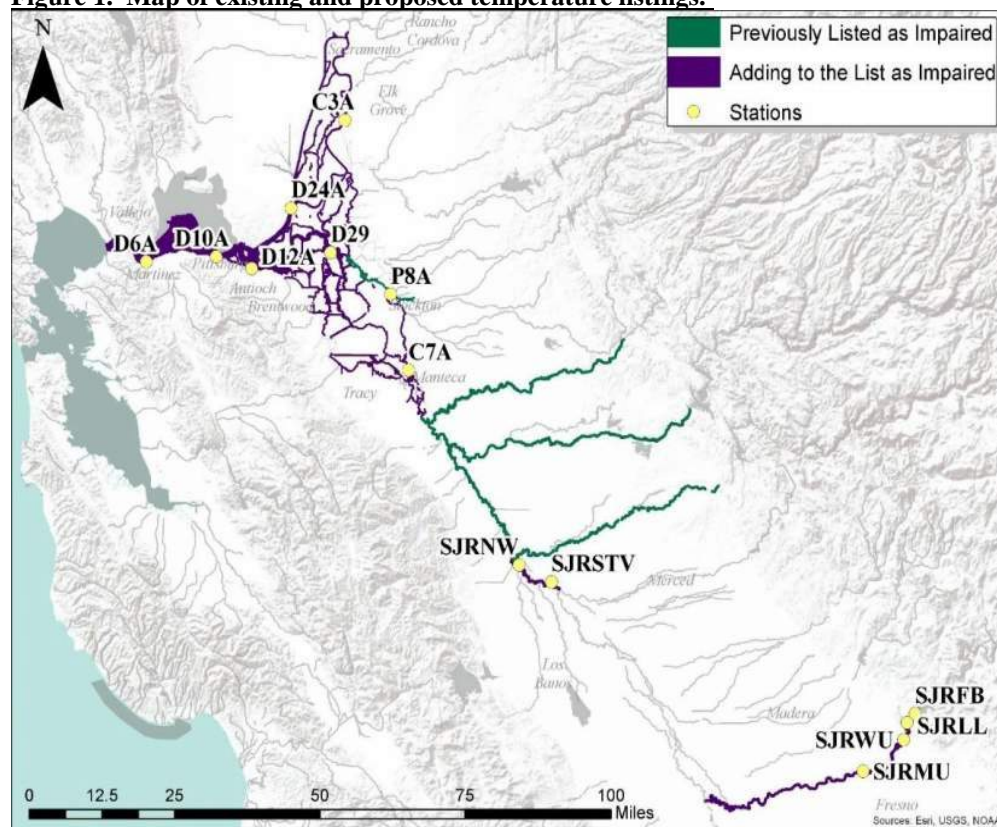 Figure 1. Map of existing and proposed temperature listings.
N
Previously Listed as Impaired
Adding to the List as Impaired
Stations
Rancho
Cordova
Sacramento
Elk
Grove
C3A
D24A
Vallejo
D6A
D10A
D29
D12A
Martinez
Antioch
Brentwood
P8A
Stockton
C7A
Manteca
Tracy
SJRNW
SJRSTV
Merced
Los
Banos
Madera
SJRFB
SJRLL
SJRWU
SJRMU
Fresno
0 12.5 25 50 75 100
Miles
Sources: Esri, USGS, NOAA